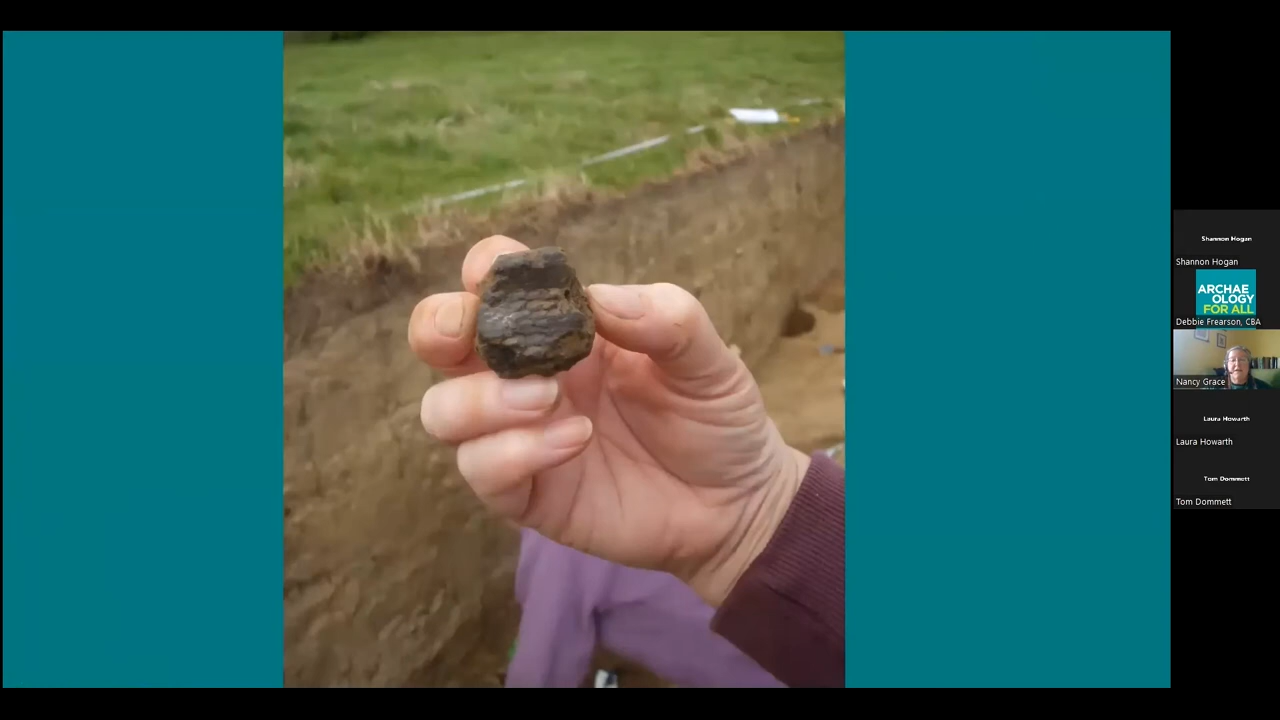 Shannon Hogan
Shannon Hogan
ARCHAE
OLOGY
FOR ALL
Debbie Frearson, CBA
Nancy Grace
Laura Howarth
Laura Howarth
Tom Dommett
Tom Dommett